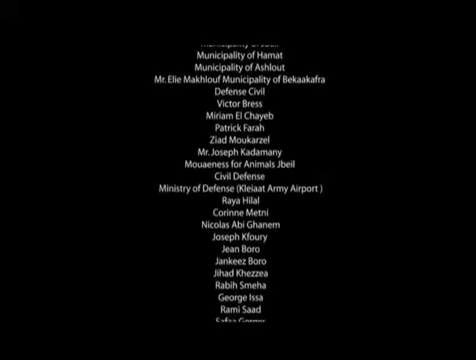 Municipality of Jbeil
Municipality of Hamat
Municipality of Ashlout
Mr. Elie Makhlouf Municipality of Bekaakafra
Defense Civil
Victor Bress
Miriam El Chayeb
Patrick Farah
Ziad Moukarzel
Mr. Joseph Kadamany
Mouaeness for Animals Jbeil
Civil Defense
Ministry of Defense (Kleiaat Army Airport )
Raya Hilal
Corinne Metni
Nicolas Abi Ghanem
Joseph Kfoury
Jean Boro
Jankeez Boro
Jihad Khezzea
Rabih Smeha
George Issa
Rami Saad